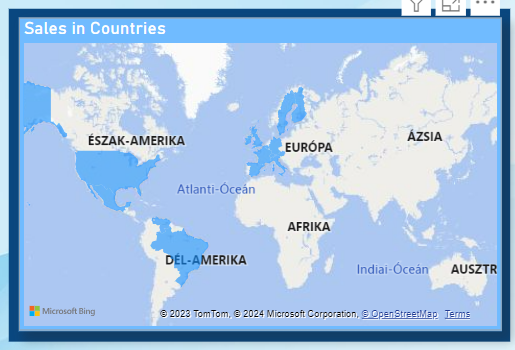 Sales in Countries
ÉSZAK-AMERIKA
EURÓPA
ÁZSIA
Atlanti-Óceán
AFRIKA
DÉL-AMERIKA
Indiai-Óceán
AUSZTR
Microsoft Bing
© 2023 TomTom, © 2024 Microsoft Corporation, © OpenStreetMap Terms